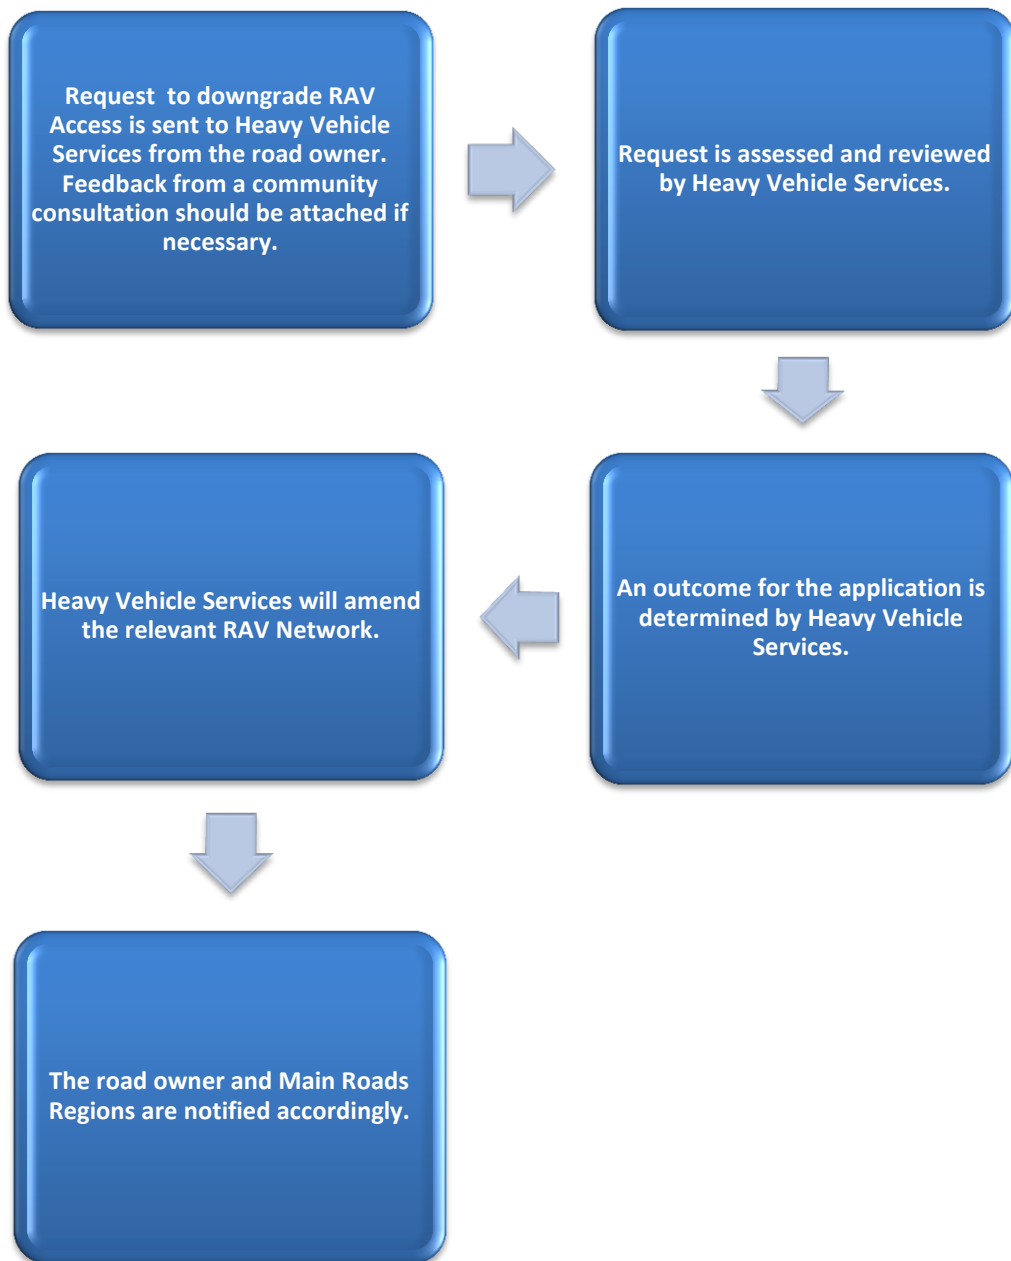 Request  to downgrade RAV
Access is sent to Heavy Vehicle
Services from the road owner.
Feedback from a community
consultation should be attached if
necessary.
Request is assessed and reviewed
by Heavy Vehicle Services.
An outcome for the application is
determined by Heavy Vehicle
Services.
Heavy Vehicle Services will amend
the relevant RAV Network.
The road owner and Main Roads
Regions are notified accordingly.